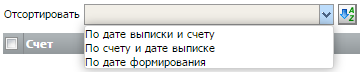 Отсортировать
По дате выписки и счету
По счету и дате выписке
По дате формирования
Счет